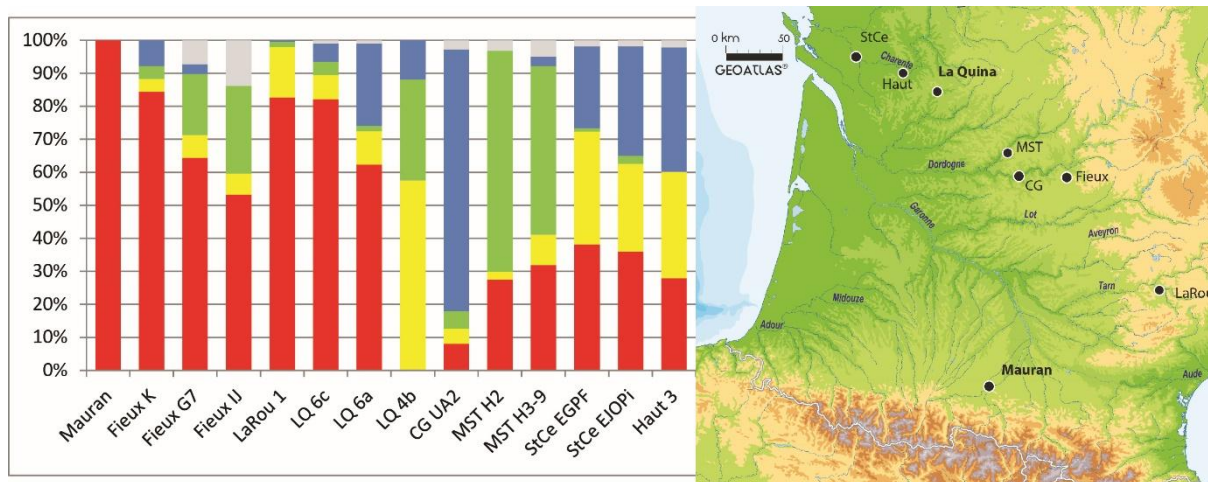 100%
90%
80%
70%
60%
50%
40%
30%
20%
10%
0%
Mauran
Fieux K
Fieux G7
Fieux IJ
LaRou 1
LQ 6c
LQ 6a
LQ 4b
CG UA2
MST H2
MST H3-9
StCe EGPF
StCe EJOPi
Haut 3
0 km 50
GEOATLAS®
StCe
Charente
Haut
La Quina
MST
Dordogne
CG
Fieux
Lot
Garonne
Aveyron
Tarn
LaRou
Midouze
Adour
Mauran
Aude